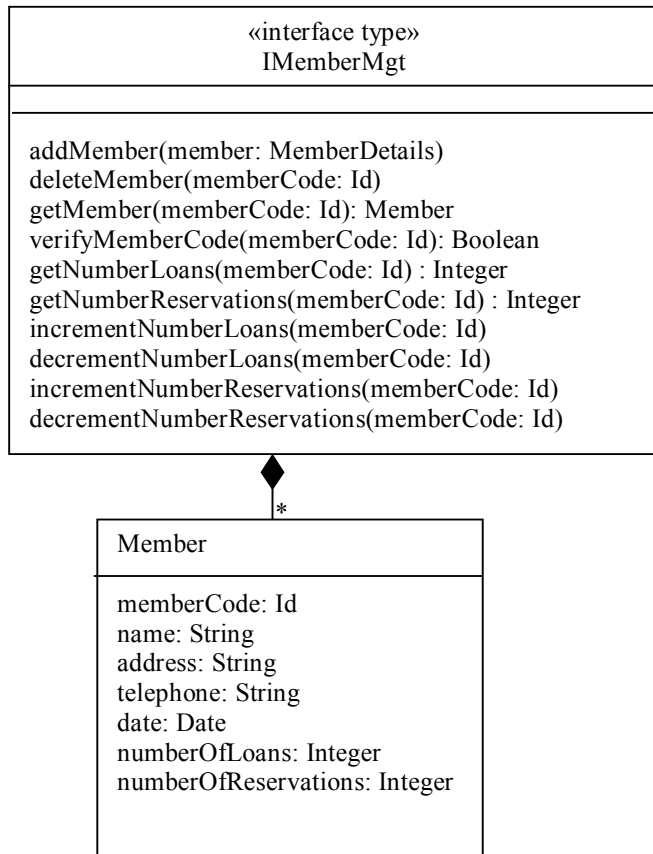 «interface type»
IMemberMgt
addMember(member: MemberDetails)
deleteMember(memberCode: Id)
getMember(memberCode: Id): Member
verifyMemberCode(memberCode: Id): Boolean
getNumberLoans(memberCode: Id) : Integer
getNumberReservations(memberCode: Id) : Integer
incrementNumberLoans(memberCode: Id)
decrementNumberLoans(memberCode: Id)
incrementNumberReservations(memberCode: Id)
decrementNumberReservations(memberCode: Id)
*
Member
memberCode: Id
name: String
address: String
telephone: String
date: Date
numberOfLoans: Integer
numberOfReservations: Integer